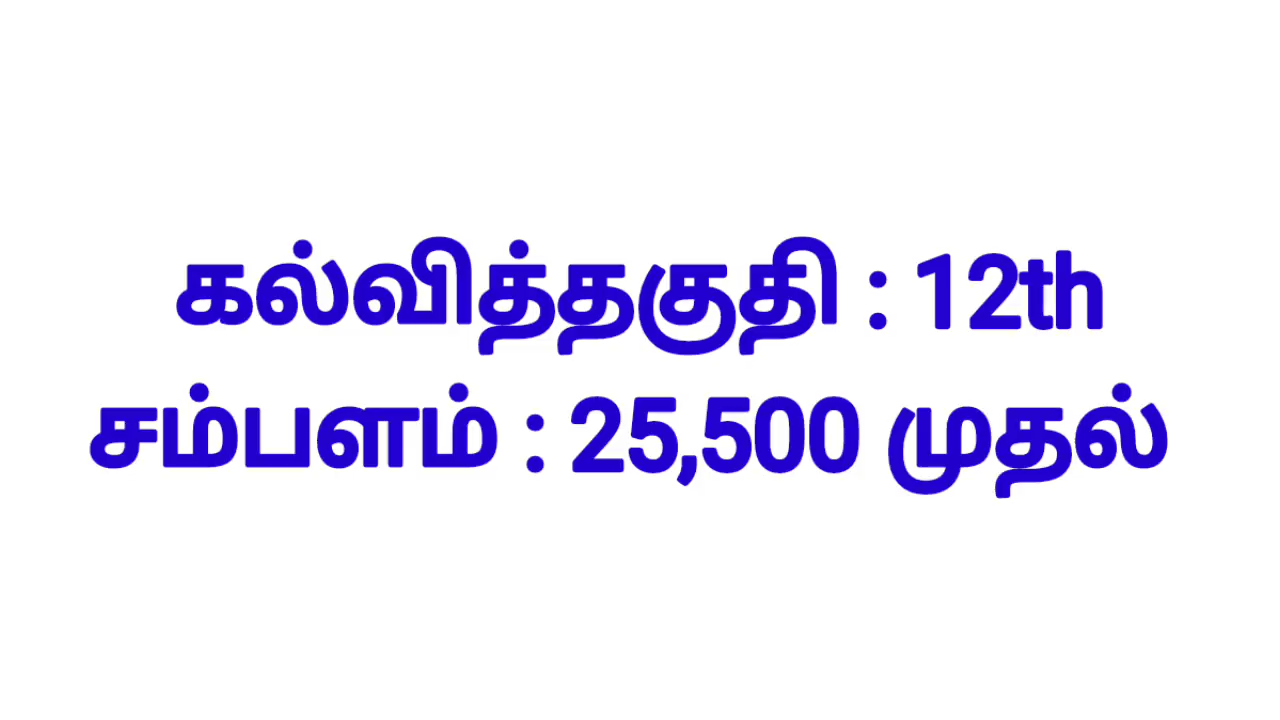 கல்வித்தகுதி : 12th
சம்பளம் : 25,500 முதல்